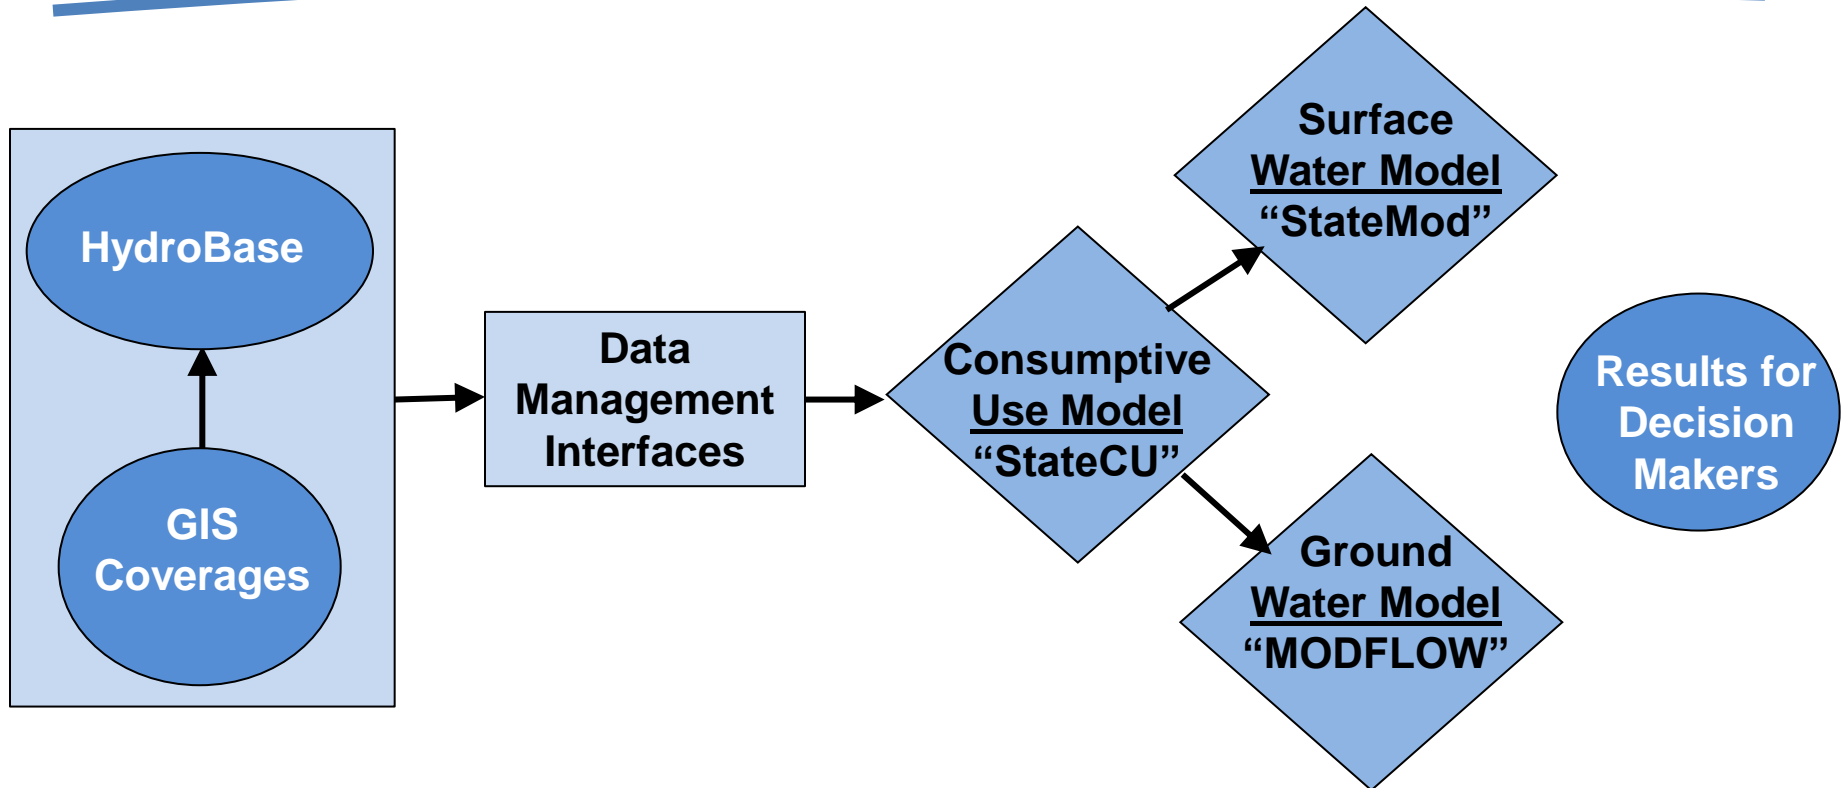 HydroBase
GIS
Coverages
Data
Management
Interfaces
Consumptive
Use Model
“StateCU”
Surface
Water Model
“StateMod”
Ground
Water Model
“MODFLOW”
Results for
Decision
Makers